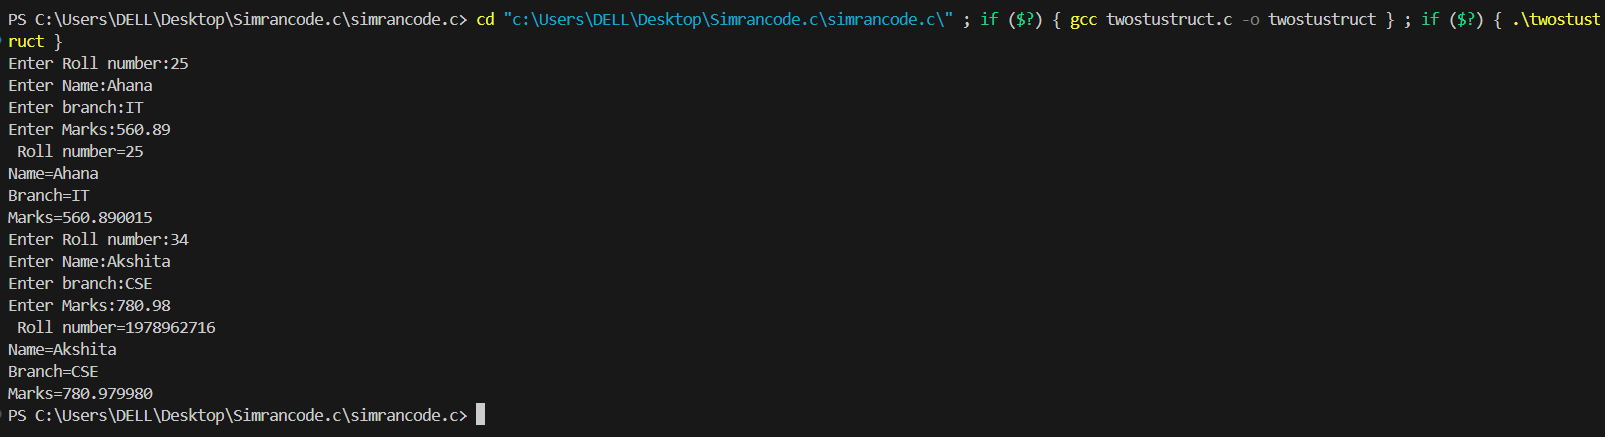 PS C:\Users\DELL\Desktop\Simrancode.c\simrancode.c> cd "c:\Users\DELL\Desktop\Simrancode.c\simrancode.c\" ; if ($?) { gcc twostustruct.c -o twostustruct } ; if ($?) { .\twostust
ruct }
Enter Roll number:25
Enter Name:Ahana
Enter branch:IT
Enter Marks:560.89
 Roll number=25
Name=Ahana
Branch=IT
Marks=560.890015
Enter Roll number:34
Enter Name:Akshita
Enter branch:CSE
Enter Marks:780.98
 Roll number=1978962716
Name=Akshita
Branch=CSE
Marks=780.979980
PS C:\Users\DELL\Desktop\Simrancode.c\simrancode.c>